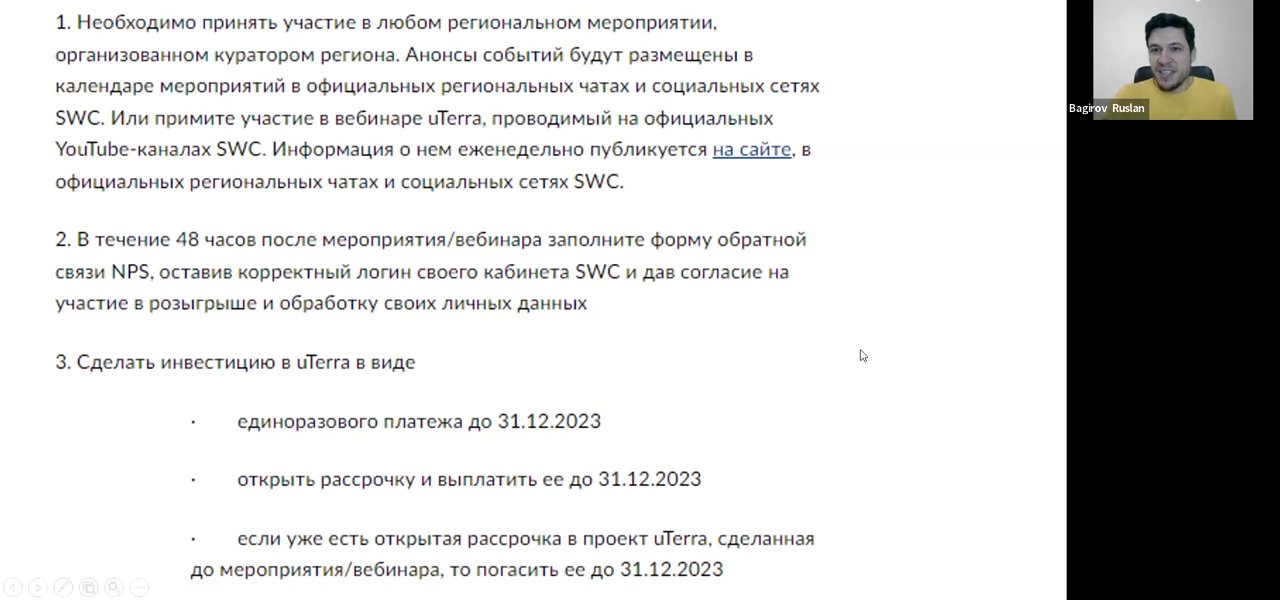 1. Необходимо принять участие в любом региональном мероприятии,
организованном куратором региона. Анонсы событий будут размещены в
календаре мероприятий в официальных региональных чатах и социальных сетях
SWC. Или примите участие в вебинаре uTerra, проводимый на официальных
YouTube-каналах SWC. Информация о нем еженедельно публикуется на сайте, в
официальных региональных чатах и социальных сетях SWC.
2. В течение 48 часов после мероприятия/вебинара заполните форму обратной
связи NPS, оставив корректный логин своего кабинета SWC и дав согласие на
участие в розыгрыше и обработку своих личных данных
3. Сделать инвестицию в uTerra в виде
· единоразового платежа до 31.12.2023
· открыть рассрочку и выплатить ее до 31.12.2023
· если уже есть открытая рассрочка в проект uTerra, сделанная
до мероприятия/вебинара, то погасить ее до 31.12.2023
Bagirov Ruslan